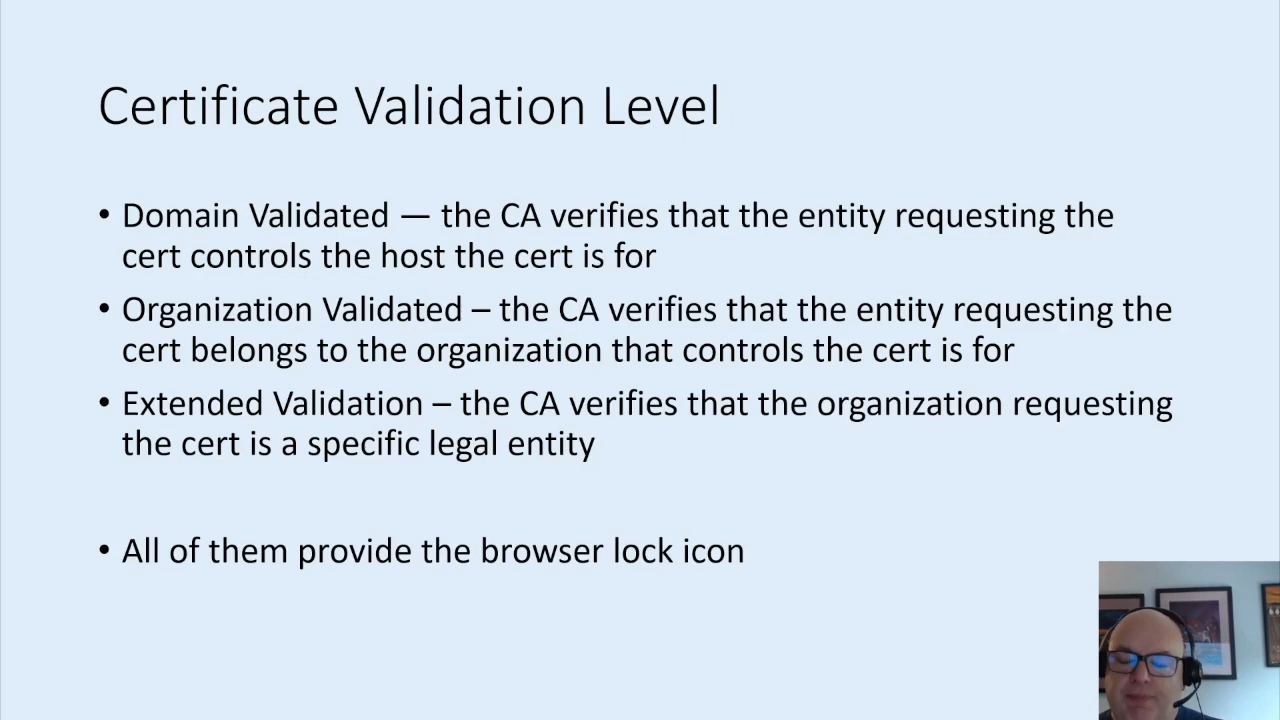 Certificate Validation Level
• Domain Validated — the CA verifies that the entity requesting the
cert controls the host the cert is for
• Organization Validated – the CA verifies that the entity requesting the
cert belongs to the organization that controls the cert is for
• Extended Validation – the CA verifies that the organization requesting
the cert is a specific legal entity
• All of them provide the browser lock icon